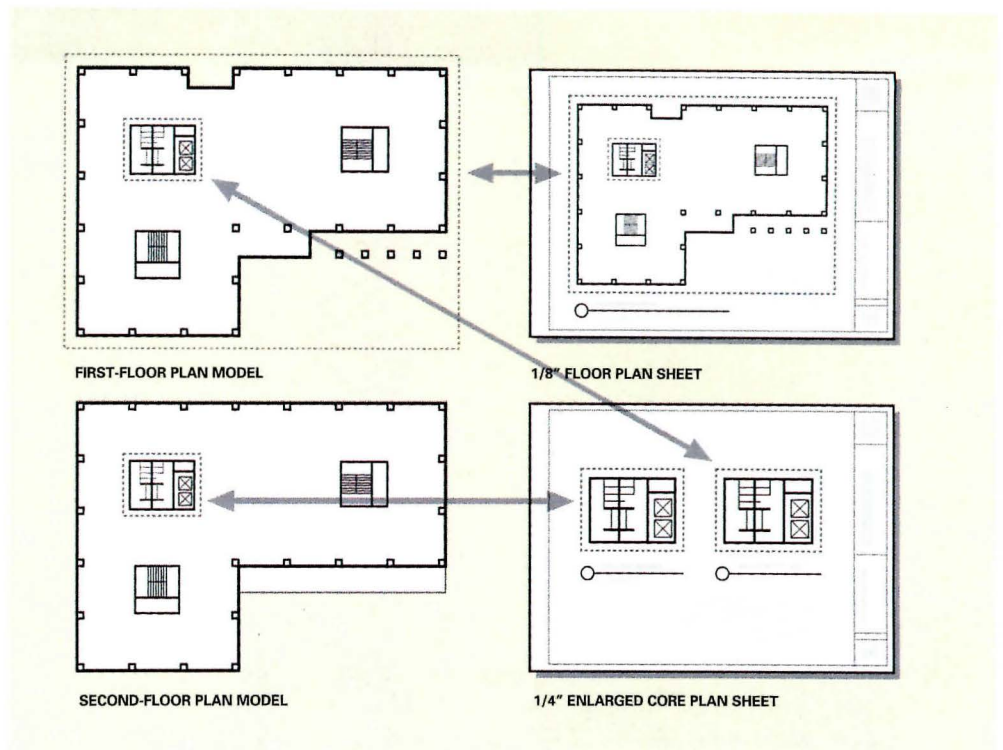 FIRST-FLOOR PLAN MODEL
1/8" FLOOR PLAN SHEET
SECOND-FLOOR PLAN MODEL
1/4" ENLARGED CORE PLAN SHEET